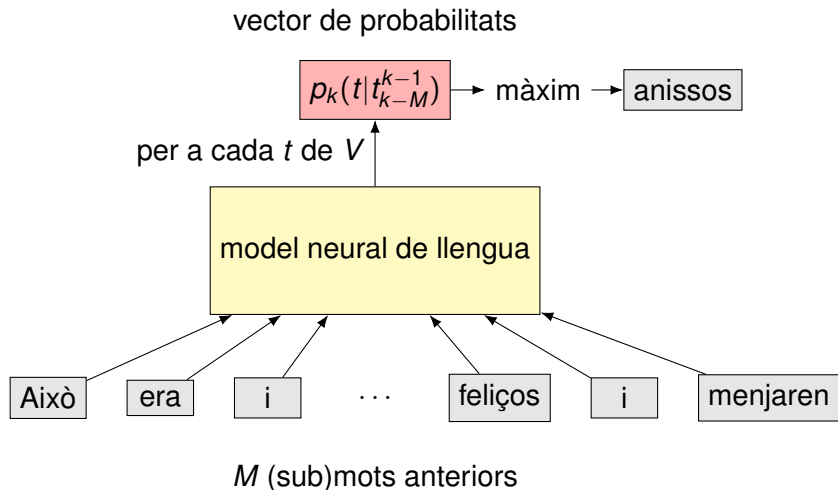 vector de probabilitats
p_k(t|t_{k-M}^{k-1})
màxim
anissos
per a cada t de V
model neural de llengua
Això
era
i
···
feliços
i
menjaren
M (sub)mots anteriors